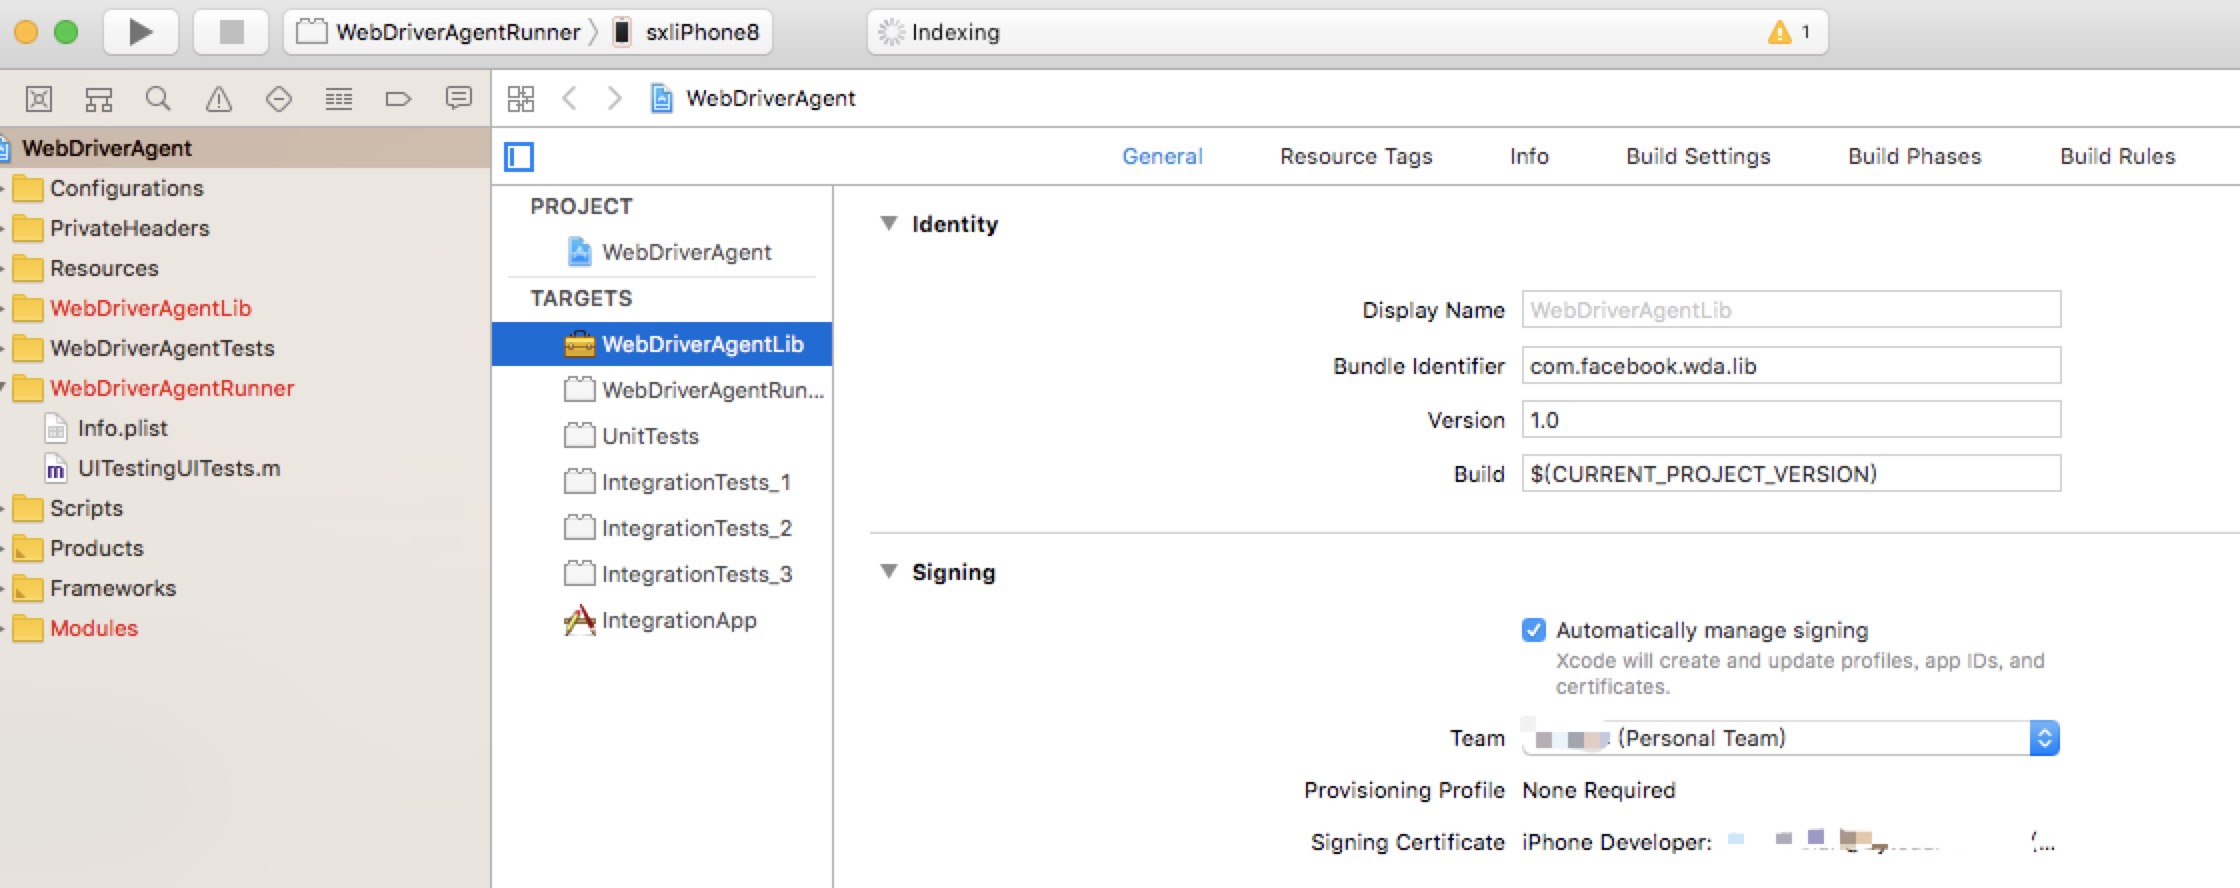 WebDriverAgentRunner
sxliPhone8
Indexing
1
WebDriverAgent
WebDriverAgent
Configurations
PrivateHeaders
Resources
WebDriverAgentLib
WebDriverAgentTests
WebDriverAgentRunner
Info.plist
m UITestingUITests.m
Scripts
Products
Frameworks
Modules
General Resource Tags Info Build Settings Build Phases Build Rules
PROJECT
WebDriverAgent
TARGETS
WebDriverAgentLib
WebDriverAgentRun...
UnitTests
IntegrationTests_1
IntegrationTests_2
IntegrationTests_3
IntegrationApp
Identity
Display Name WebDriverAgentLib
Bundle Identifier com.facebook.wda.lib
Version 1.0
Build $(CURRENT_PROJECT_VERSION)
Signing
Automatically manage signing
Xcode will create and update profiles, app IDs, and
certificates.
Team (Personal Team)
Provisioning Profile None Required
Signing Certificate iPhone Developer: (...